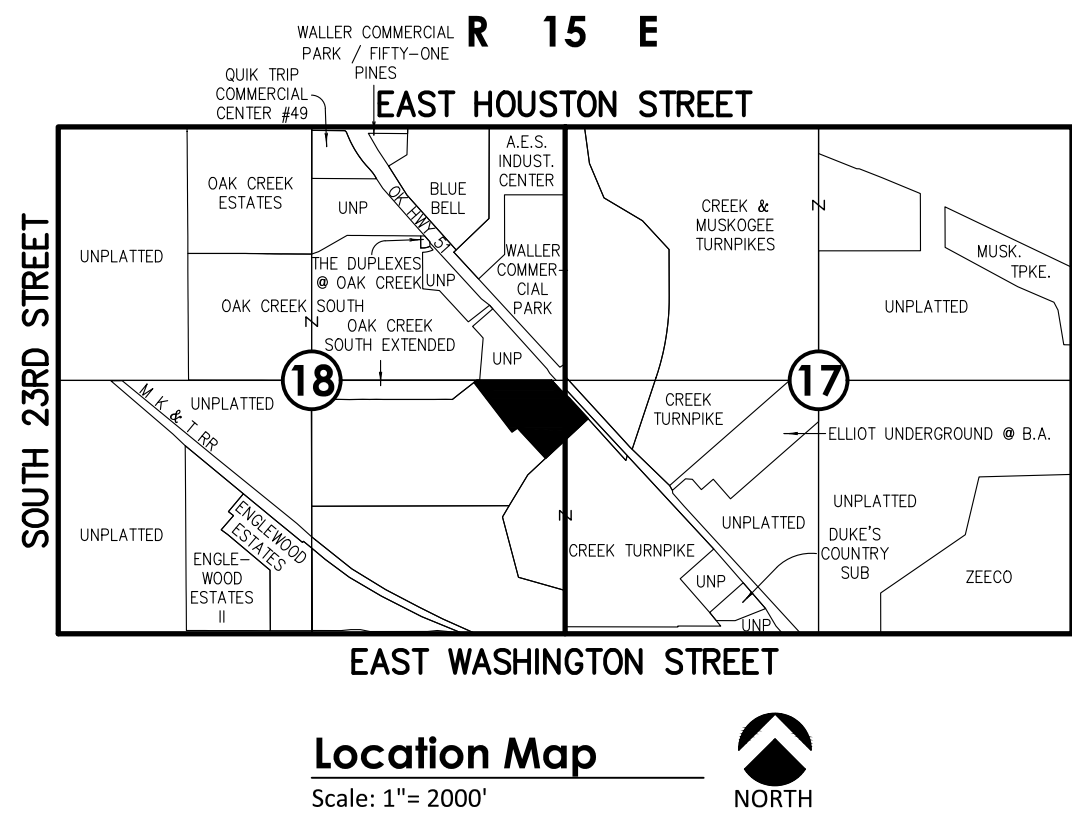 R 15 E
WALLER COMMERCIAL
PARK / FIFTY-ONE
PINES
QUIK TRIP
COMMERCIAL
CENTER #49
EAST HOUSTON STREET
SOUTH 23RD STREET
UNPLATTED
OAK CREEK
ESTATES
UNP
OK HWY 51
BLUE
BELL
A.E.S.
INDUST.
CENTER
CREEK &
MUSKOGEE
TURNPIKES
Z
MUSK.
TPKE.
UNPLATTED
THE DUPLEXES
@ OAK CREEK
UNP
WALLER
COMMER-
CIAL
PARK
OAK CREEK SOUTH
Z
OAK CREEK
SOUTH EXTENDED
UNP
18
17
M K & T RR
UNPLATTED
CREEK
TURNPIKE
ELLIOT UNDERGROUND @ B.A.
UNPLATTED
ENGLEWOOD
ESTATES
ENGLE-
WOOD
ESTATES
II
Z
CREEK TURNPIKE
UNPLATTED
UNPLATTED
DUKE'S
COUNTRY
SUB
UNP
UNP
ZEECO
EAST WASHINGTON STREET
Location Map
Scale: 1"= 2000'
NORTH